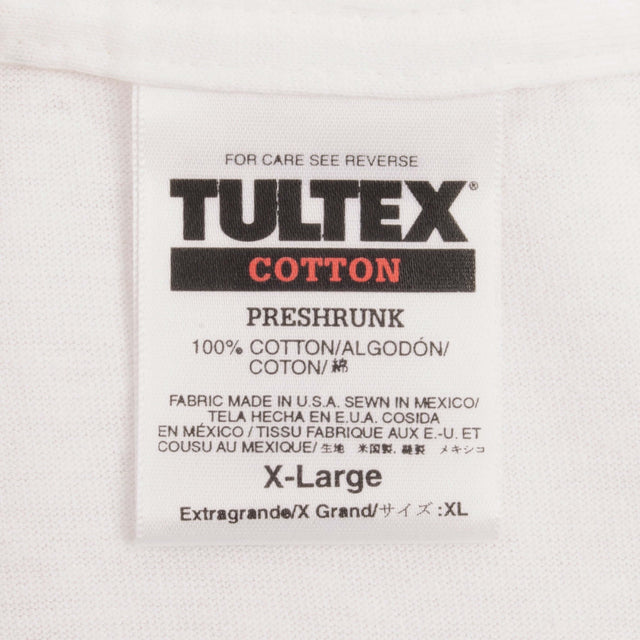 FOR CARE SEE REVERSE
TULTEX®
COTTON
PRESHRUNK
100% COTTON/ALGODÓN/
COTON/綿
FABRIC MADE IN U.S.A. SEWN IN MEXICO/
TELA HECHA EN E.U.A. COSIDA
EN MÉXICO / TISSU FABRIQUE AUX E.-U. ET
COUSU AU MEXIQUE/生地 米国製, 縫製 メキシコ
X-Large
Extragrande/X Grand/サイズ:XL